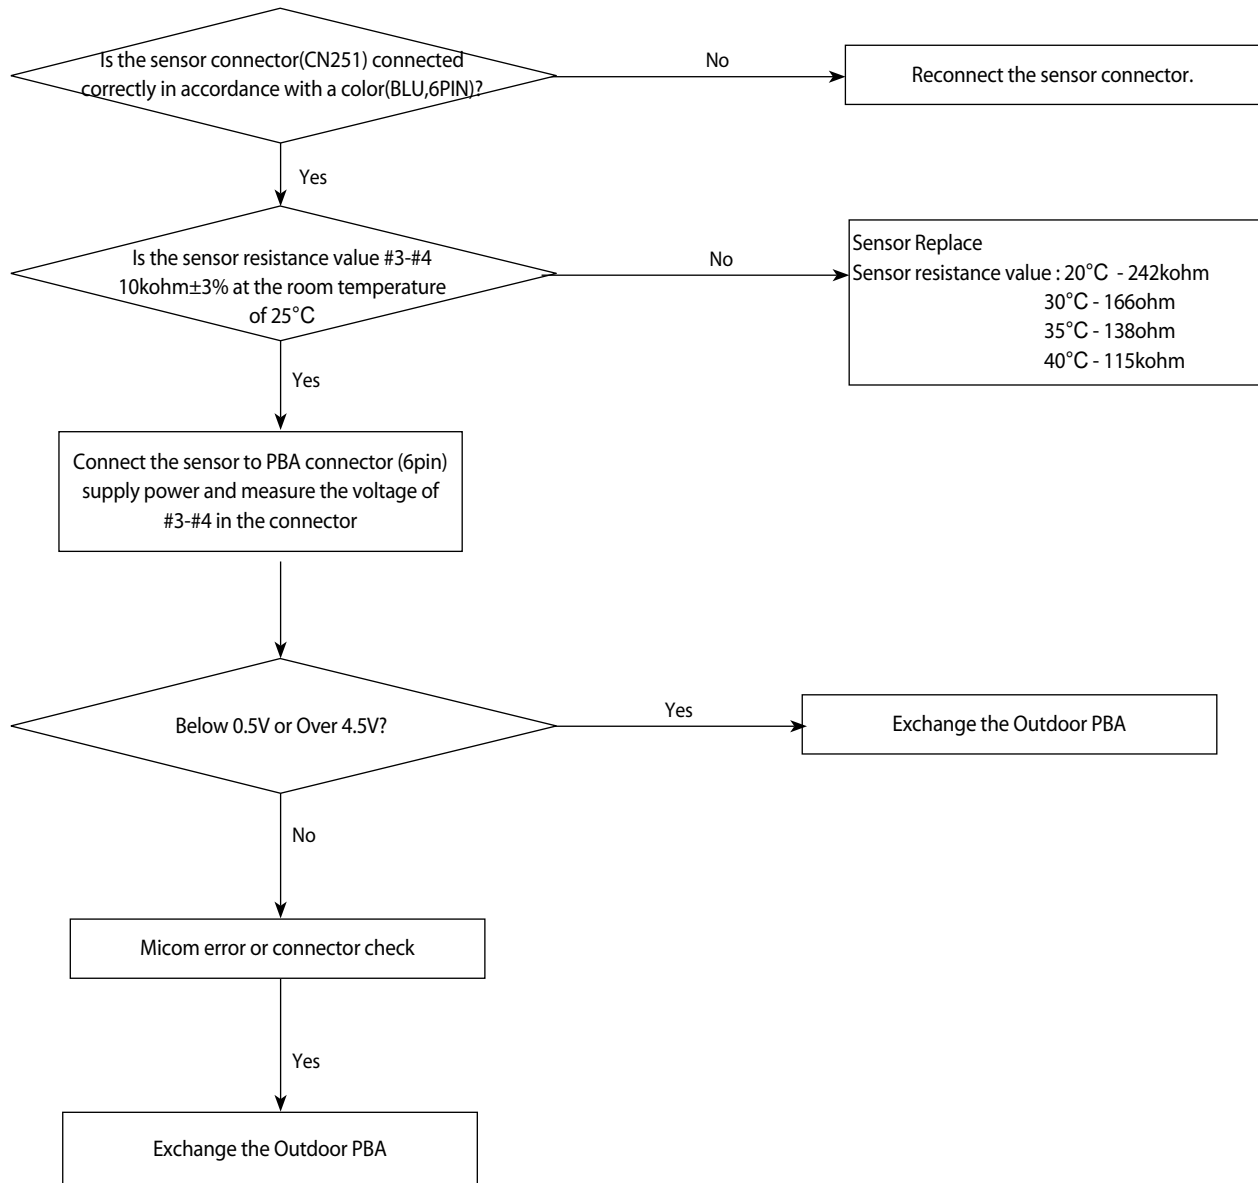 Is the sensor connector(CN251) connected
correctly in accordance with a color(BLU,6PIN)?
No
Reconnect the sensor connector.
Yes
Is the sensor resistance value #3-#4
10kohm±3% at the room temperature
of 25°C
No
Sensor Replace
Sensor resistance value : 20°C - 242kohm
30°C - 166ohm
35°C - 138ohm
40°C - 115kohm
Yes
Connect the sensor to PBA connector (6pin)
supply power and measure the voltage of
#3-#4 in the connector
Below 0.5V or Over 4.5V?
Yes
Exchange the Outdoor PBA
No
Micom error or connector check
Yes
Exchange the Outdoor PBA